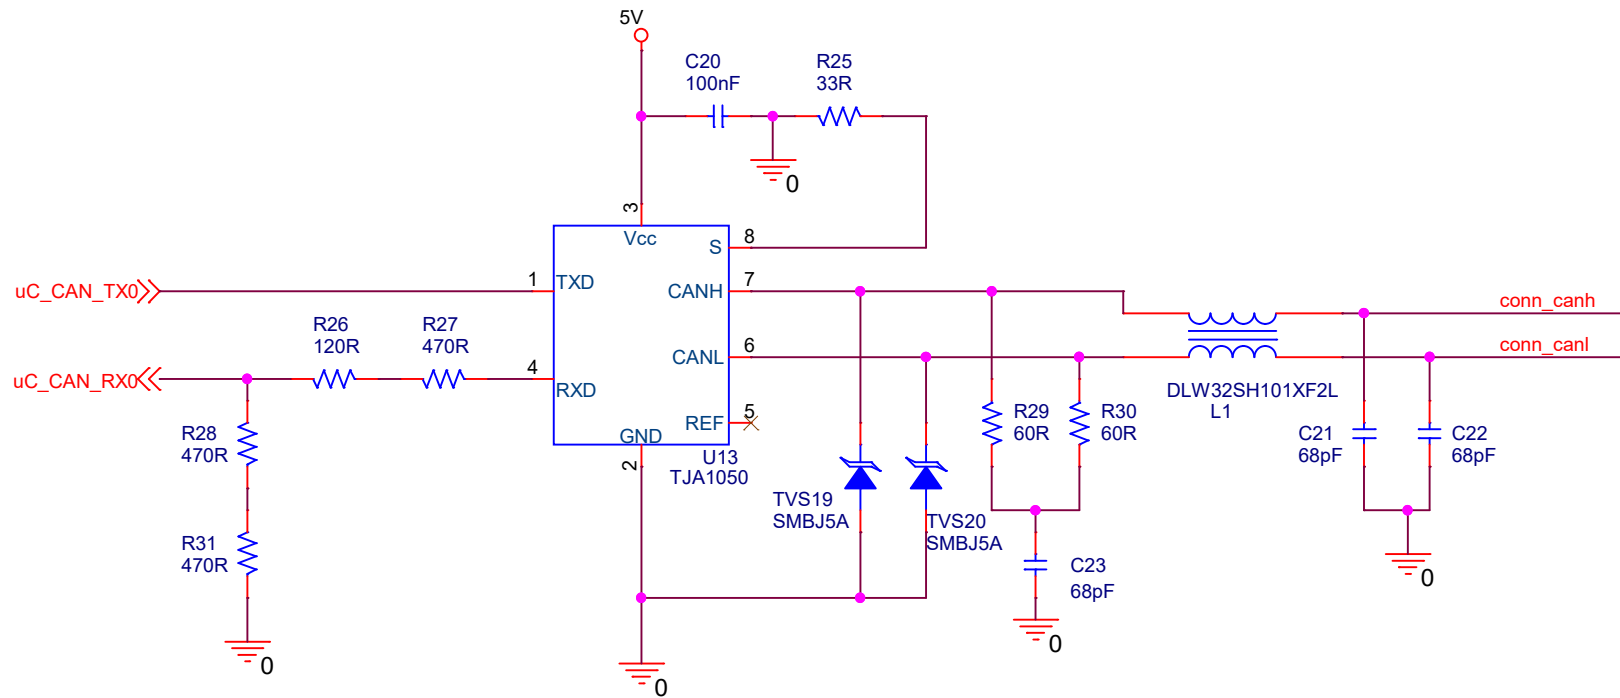 5V
C20
100nF
R25
33R
0
3
Vcc
S
8
uC_CAN_TX0
1
TXD
CANH
7
conn_canh
R26
120R
R27
470R
CANL
6
conn_canl
uC_CAN_RX0
4
RXD
DLW32SH101XF2L
L1
R28
470R
REF
5
R29
60R
R30
60R
C21
68pF
C22
68pF
GND
2
U13
TJA1050
TVS19
SMBJ5A
TVS20
SMBJ5A
R31
470R
C23
68pF
0
0
0
0